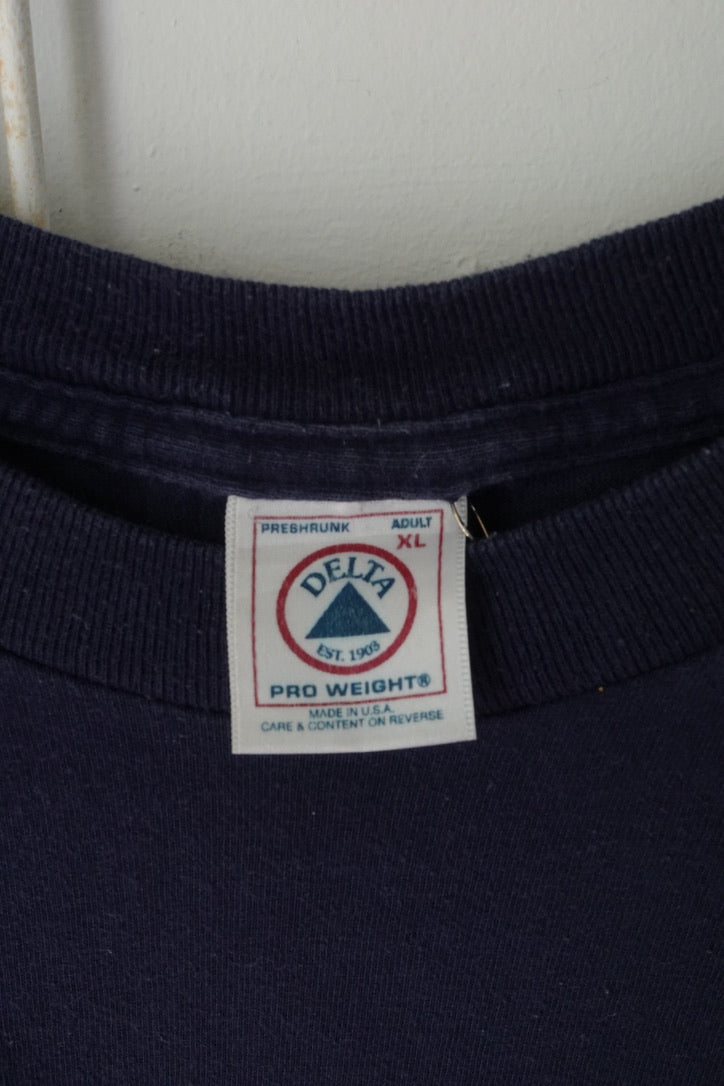 PRESHRUNK ADULT
XL
DELTA
EST. 1903
PRO WEIGHT®
MADE IN U.S.A.
CARE & CONTENT ON REVERSE